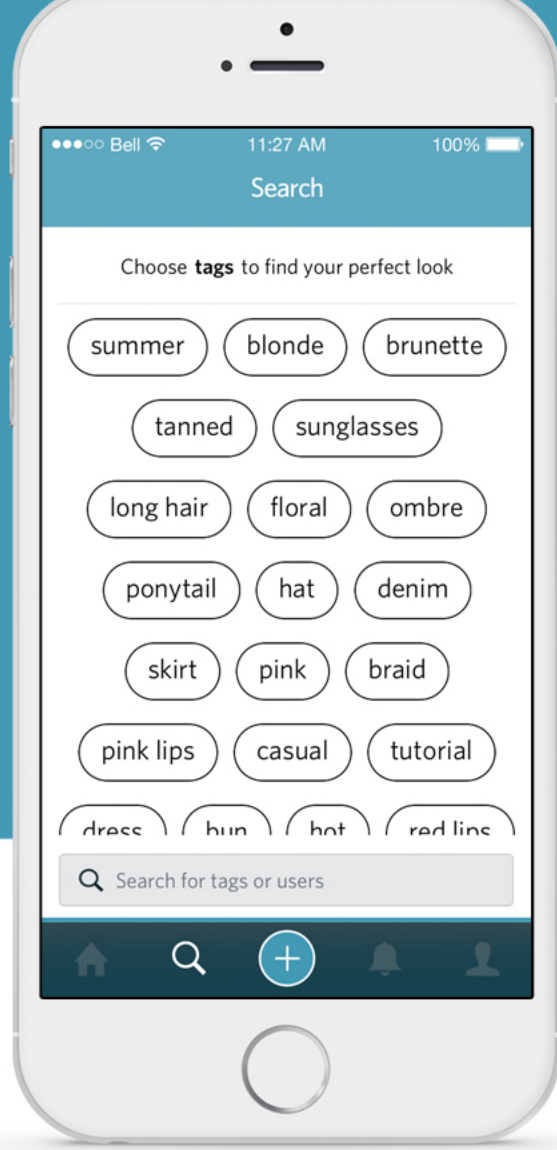 Bell 11:27 AM 100%
Search
Choose tags to find your perfect look
summer blonde brunette
tanned sunglasses
long hair floral ombre
ponytail hat denim
skirt pink braid
pink lips casual tutorial
dress bun hot red lips
Search for tags or users